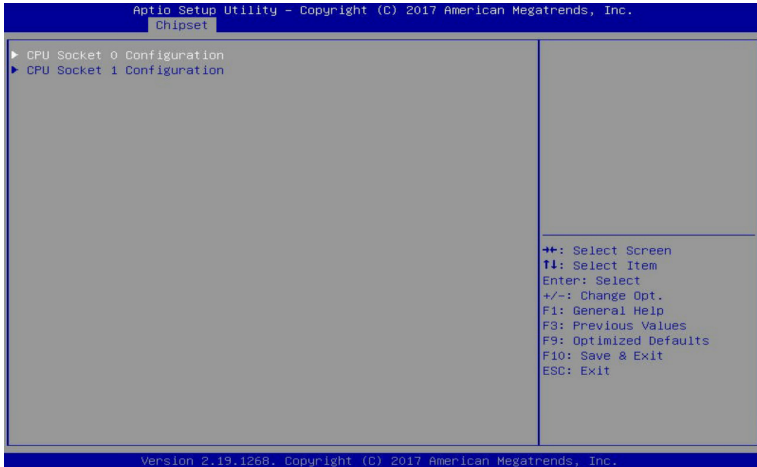 Aptio Setup Utility – Copyright (C) 2017 American Megatrends, Inc.
Chipset
► CPU Socket 0 Configuration
► CPU Socket 1 Configuration
→←: Select Screen
↑↓: Select Item
Enter: Select
+/-: Change Opt.
F1: General Help
F3: Previous Values
F9: Optimized Defaults
F10: Save & Exit
ESC: Exit
Version 2.19.1268. Copyright (C) 2017 American Megatrends, Inc.